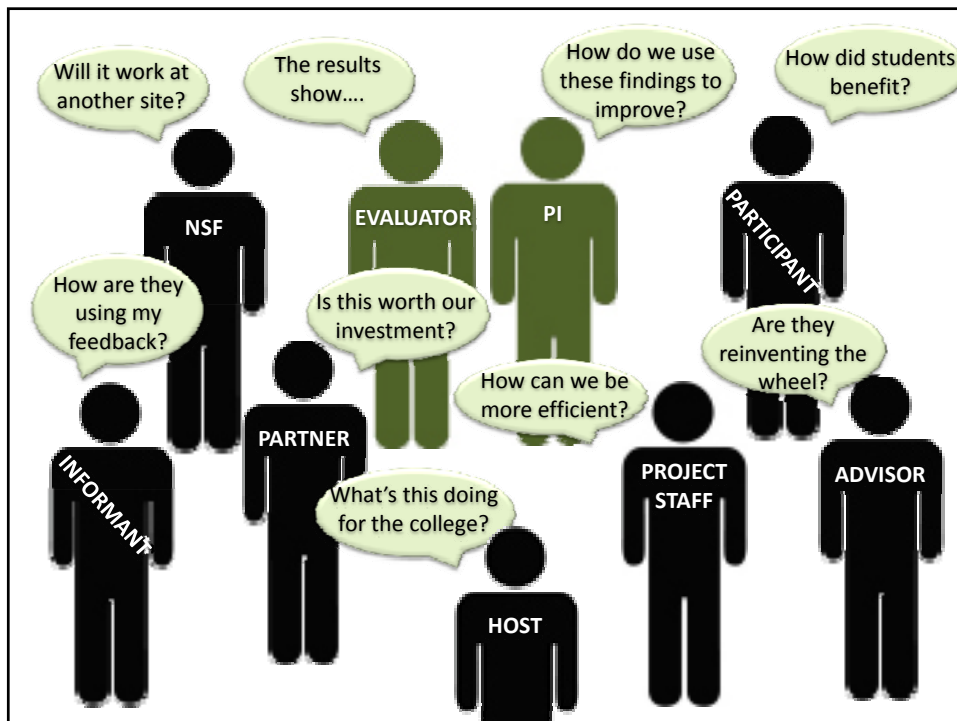 Will it work at
another site?
The results
show....
How do we use
these findings to
improve?
How did students
benefit?
NSF
EVALUATOR
PI
PARTICIPANT
How are they
using my
feedback?
Is this worth our
investment?
How can we be
more efficient?
Are they
reinventing the
wheel?
INFORMANT
PARTNER
What’s this doing
for the college?
PROJECT
STAFF
ADVISOR
HOST